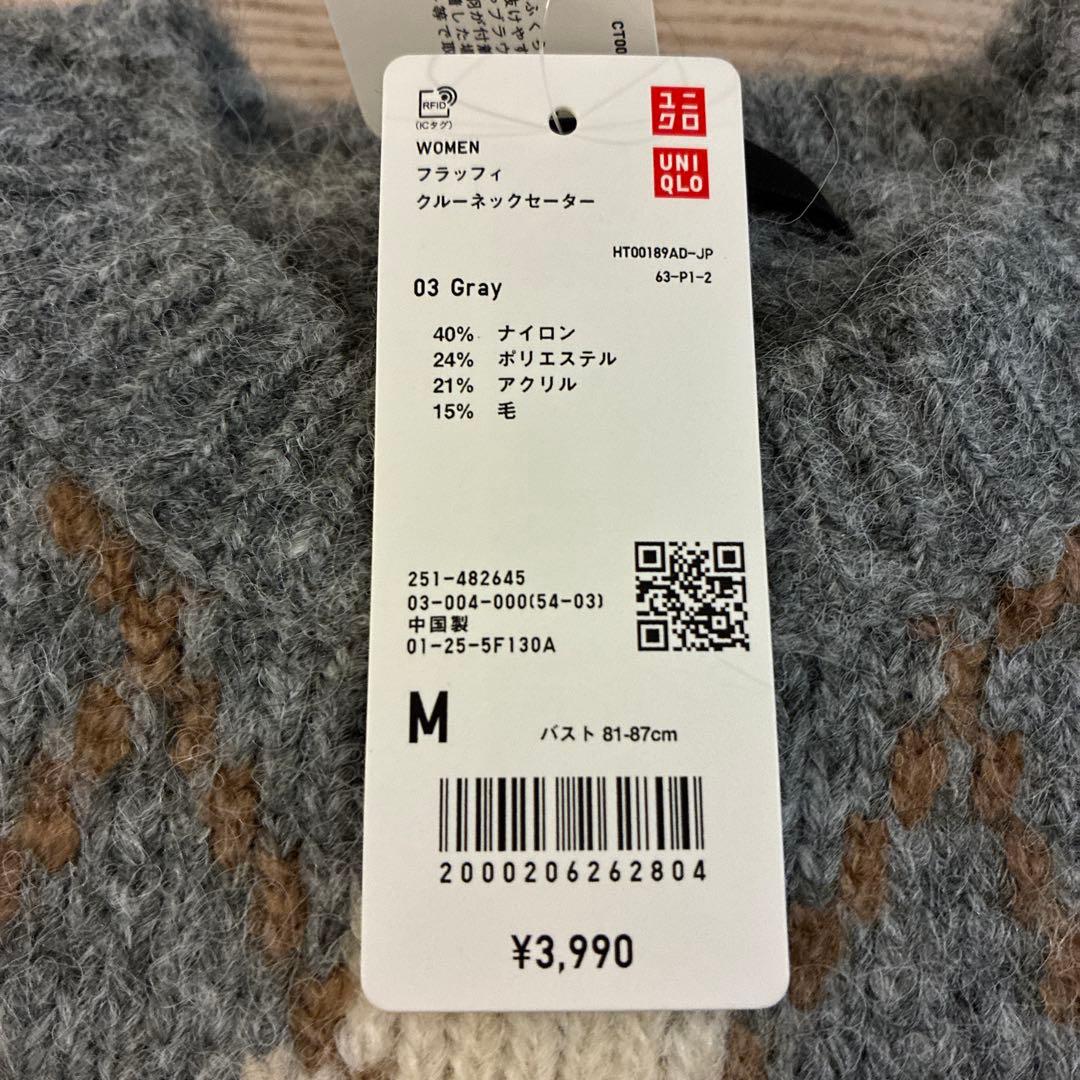 CT00
RFID
(ICタグ)
ユニ
クロ
UNI
QLO
WOMEN
フラッフィ
クルーネックセーター
HT00189AD-JP
63-P1-2
03 Gray
40% ナイロン
24% ポリエステル
21% アクリル
15% 毛
251-482645
03-004-000(54-03)
中国製
01-25-5F130A
M
バスト 81-87cm
2000206262804
¥3,990